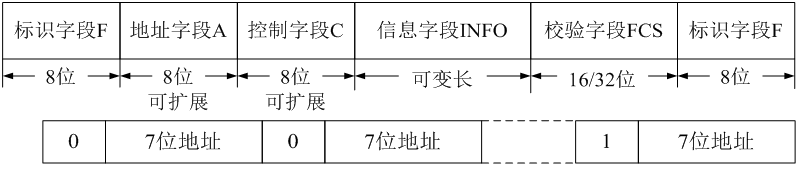 标识字段F 地址字段A 控制字段C 信息字段INFO 校验字段FCS 标识字段F
8位 8位 8位 可变长 16/32位 8位
可扩展 可扩展
0 7位地址 0 7位地址 1 7位地址